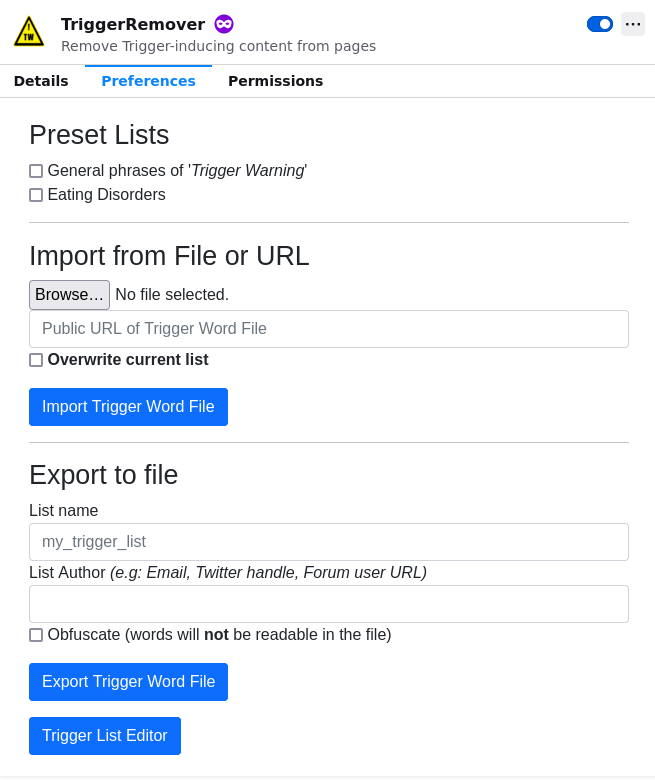 TriggerRemover
Remove Trigger-inducing content from pages
! TW
Details Preferences Permissions
Preset Lists
General phrases of 'Trigger Warning'
Eating Disorders
Import from File or URL
Browse... No file selected.
Public URL of Trigger Word File
Overwrite current list
Import Trigger Word File
Export to file
List name
my_trigger_list
List Author (e.g: Email, Twitter handle, Forum user URL)
Obfuscate (words will not be readable in the file)
Export Trigger Word File
Trigger List Editor